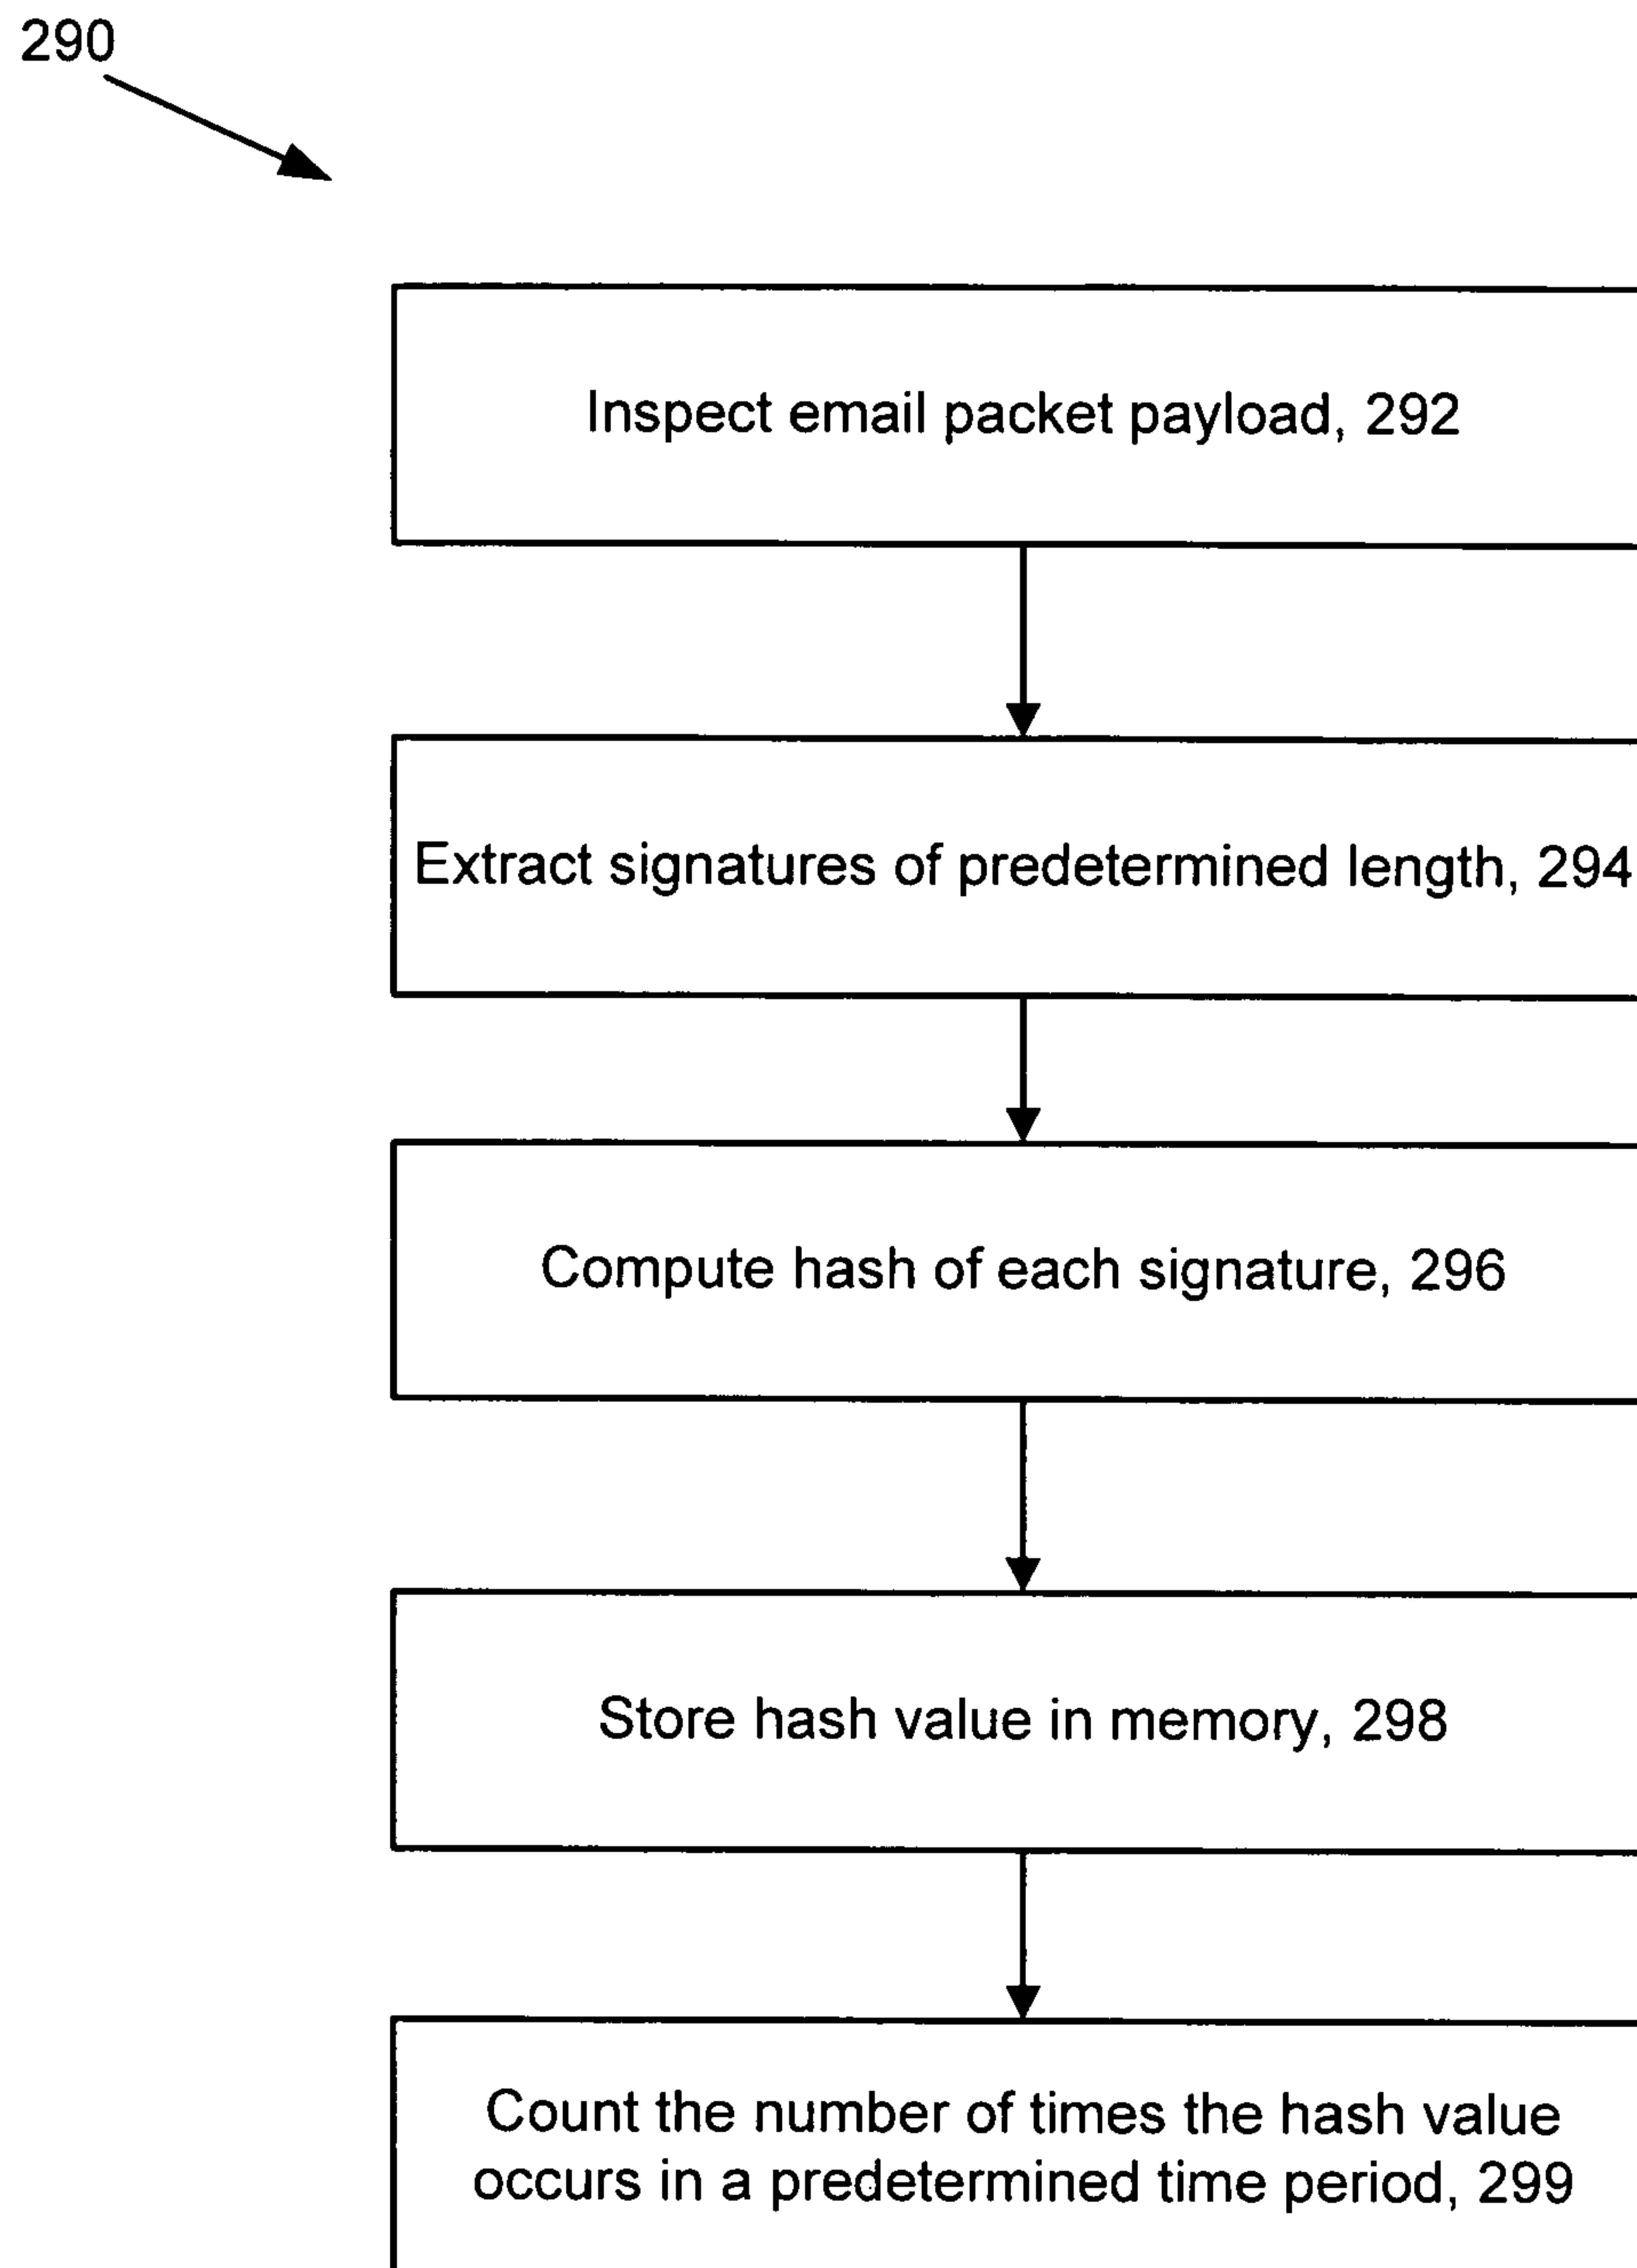 290
Inspect email packet payload, 292
Extract signatures of predetermined length, 294
Compute hash of each signature, 296
Store hash value in memory, 298
Count the number of times the hash value
occurs in a predetermined time period, 299